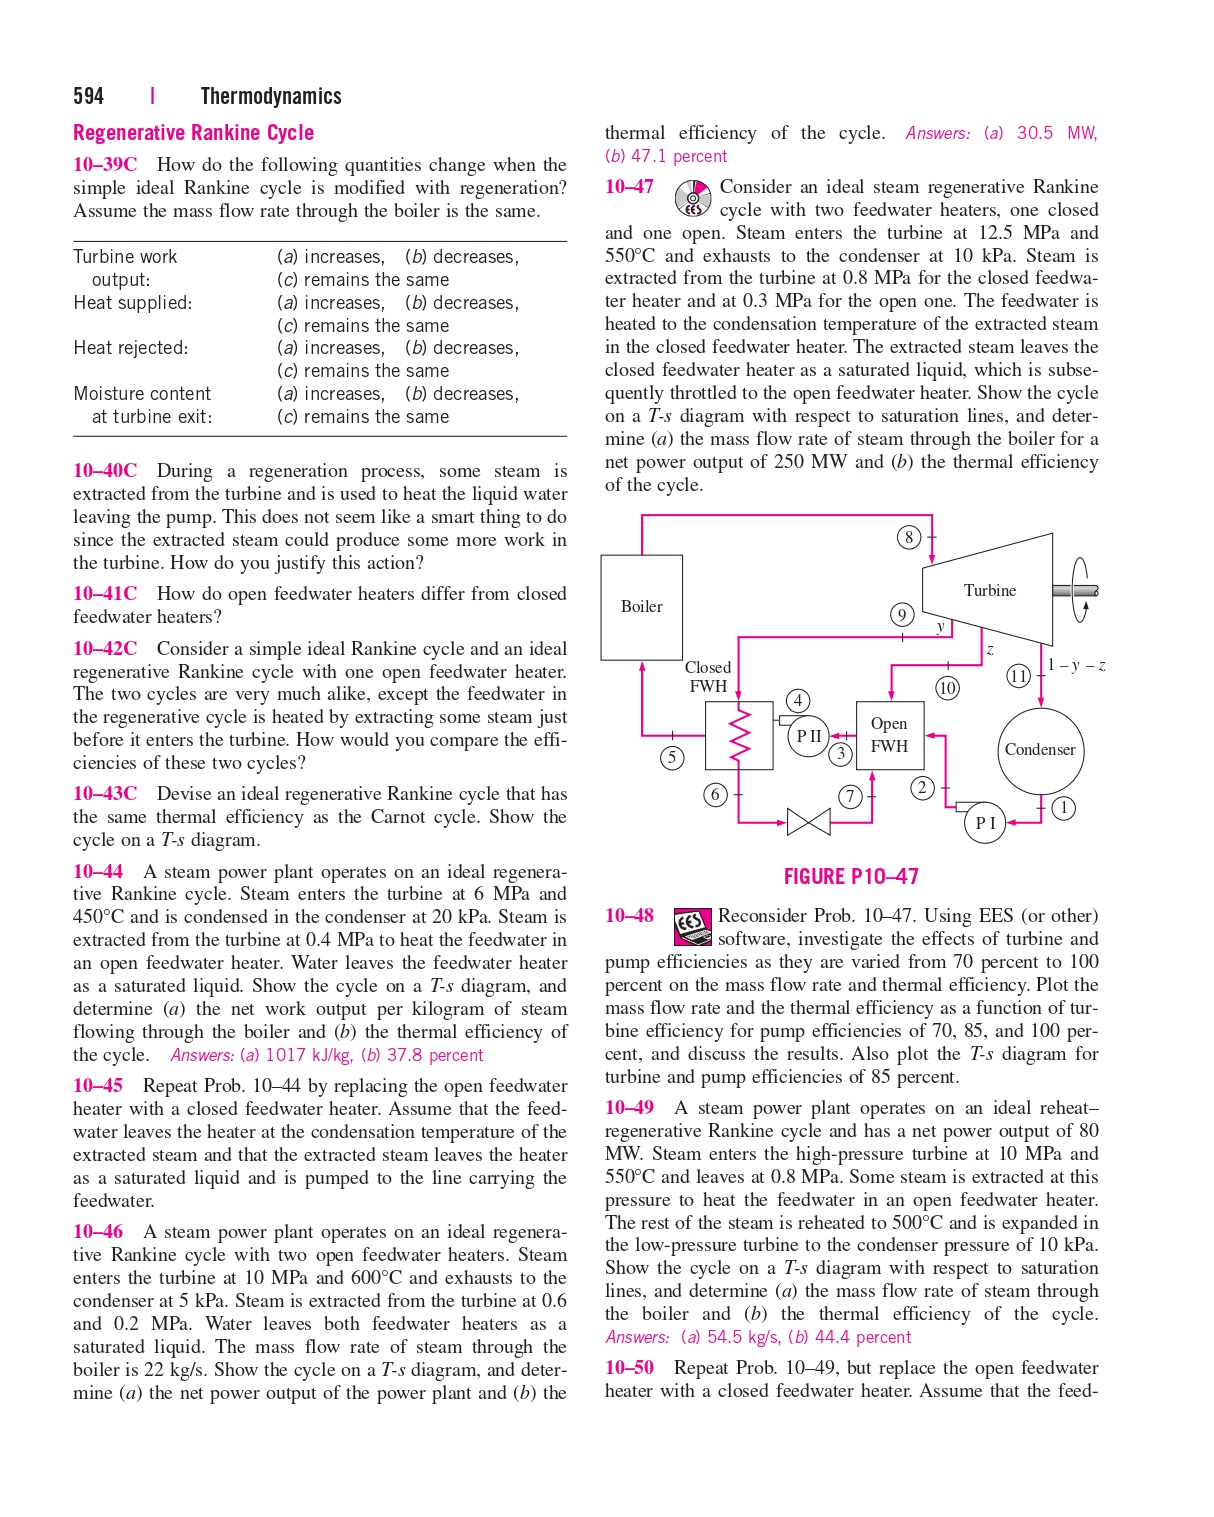 594 | Thermodynamics
Regenerative Rankine Cycle
10–39C How do the following quantities change when the
simple ideal Rankine cycle is modified with regeneration?
Assume the mass flow rate through the boiler is the same.
Turbine work (a) increases, (b) decreases,
output: (c) remains the same
Heat supplied: (a) increases, (b) decreases,
(c) remains the same
Heat rejected: (a) increases, (b) decreases,
(c) remains the same
Moisture content (a) increases, (b) decreases,
at turbine exit: (c) remains the same
10–40C During a regeneration process, some steam is
extracted from the turbine and is used to heat the liquid water
leaving the pump. This does not seem like a smart thing to do
since the extracted steam could produce some more work in
the turbine. How do you justify this action?
10–41C How do open feedwater heaters differ from closed
feedwater heaters?
10–42C Consider a simple ideal Rankine cycle and an ideal
regenerative Rankine cycle with one open feedwater heater.
The two cycles are very much alike, except the feedwater in
the regenerative cycle is heated by extracting some steam just
before it enters the turbine. How would you compare the effi-
ciencies of these two cycles?
10–43C Devise an ideal regenerative Rankine cycle that has
the same thermal efficiency as the Carnot cycle. Show the
cycle on a T-s diagram.
10–44 A steam power plant operates on an ideal regenera-
tive Rankine cycle. Steam enters the turbine at 6 MPa and
450°C and is condensed in the condenser at 20 kPa. Steam is
extracted from the turbine at 0.4 MPa to heat the feedwater in
an open feedwater heater. Water leaves the feedwater heater
as a saturated liquid. Show the cycle on a T-s diagram, and
determine (a) the net work output per kilogram of steam
flowing through the boiler and (b) the thermal efficiency of
the cycle. Answers: (a) 1017 kJ/kg, (b) 37.8 percent
10–45 Repeat Prob. 10–44 by replacing the open feedwater
heater with a closed feedwater heater. Assume that the feed-
water leaves the heater at the condensation temperature of the
extracted steam and that the extracted steam leaves the heater
as a saturated liquid and is pumped to the line carrying the
feedwater.
10–46 A steam power plant operates on an ideal regenera-
tive Rankine cycle with two open feedwater heaters. Steam
enters the turbine at 10 MPa and 600°C and exhausts to the
condenser at 5 kPa. Steam is extracted from the turbine at 0.6
and 0.2 MPa. Water leaves both feedwater heaters as a
saturated liquid. The mass flow rate of steam through the
boiler is 22 kg/s. Show the cycle on a T-s diagram, and deter-
mine (a) the net power output of the power plant and (b) the
thermal efficiency of the cycle. Answers: (a) 30.5 MW,
(b) 47.1 percent
10–47 EES Consider an ideal steam regenerative Rankine
cycle with two feedwater heaters, one closed
and one open. Steam enters the turbine at 12.5 MPa and
550°C and exhausts to the condenser at 10 kPa. Steam is
extracted from the turbine at 0.8 MPa for the closed feedwa-
ter heater and at 0.3 MPa for the open one. The feedwater is
heated to the condensation temperature of the extracted steam
in the closed feedwater heater. The extracted steam leaves the
closed feedwater heater as a saturated liquid, which is subse-
quently throttled to the open feedwater heater. Show the cycle
on a T-s diagram with respect to saturation lines, and deter-
mine (a) the mass flow rate of steam through the boiler for a
net power output of 250 MW and (b) the thermal efficiency
of the cycle.
8
Turbine
Boiler
9
y
z
Closed
FWH
11
1 – y – z
10
4
Open
FWH
P II
3
Condenser
5
6
7
2
1
P I
FIGURE P10–47
10–48 EES Reconsider Prob. 10–47. Using EES (or other)
software, investigate the effects of turbine and
pump efficiencies as they are varied from 70 percent to 100
percent on the mass flow rate and thermal efficiency. Plot the
mass flow rate and the thermal efficiency as a function of tur-
bine efficiency for pump efficiencies of 70, 85, and 100 per-
cent, and discuss the results. Also plot the T-s diagram for
turbine and pump efficiencies of 85 percent.
10–49 A steam power plant operates on an ideal reheat–
regenerative Rankine cycle and has a net power output of 80
MW. Steam enters the high-pressure turbine at 10 MPa and
550°C and leaves at 0.8 MPa. Some steam is extracted at this
pressure to heat the feedwater in an open feedwater heater.
The rest of the steam is reheated to 500°C and is expanded in
the low-pressure turbine to the condenser pressure of 10 kPa.
Show the cycle on a T-s diagram with respect to saturation
lines, and determine (a) the mass flow rate of steam through
the boiler and (b) the thermal efficiency of the cycle.
Answers: (a) 54.5 kg/s, (b) 44.4 percent
10–50 Repeat Prob. 10–49, but replace the open feedwater
heater with a closed feedwater heater. Assume that the feed-